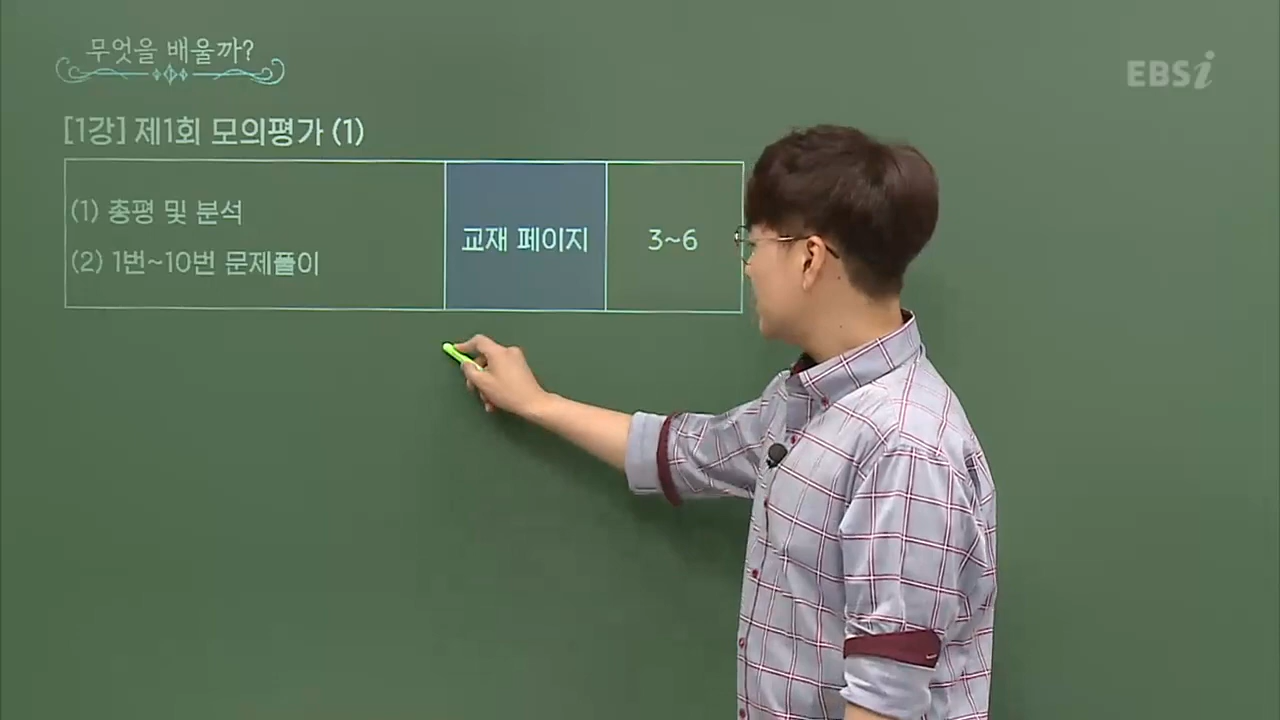 무엇을 배울까?
EBSi
[1강] 제1회 모의평가 (1)
(1) 총평 및 분석
(2) 1번~10번 문제풀이
교재 페이지
3~6